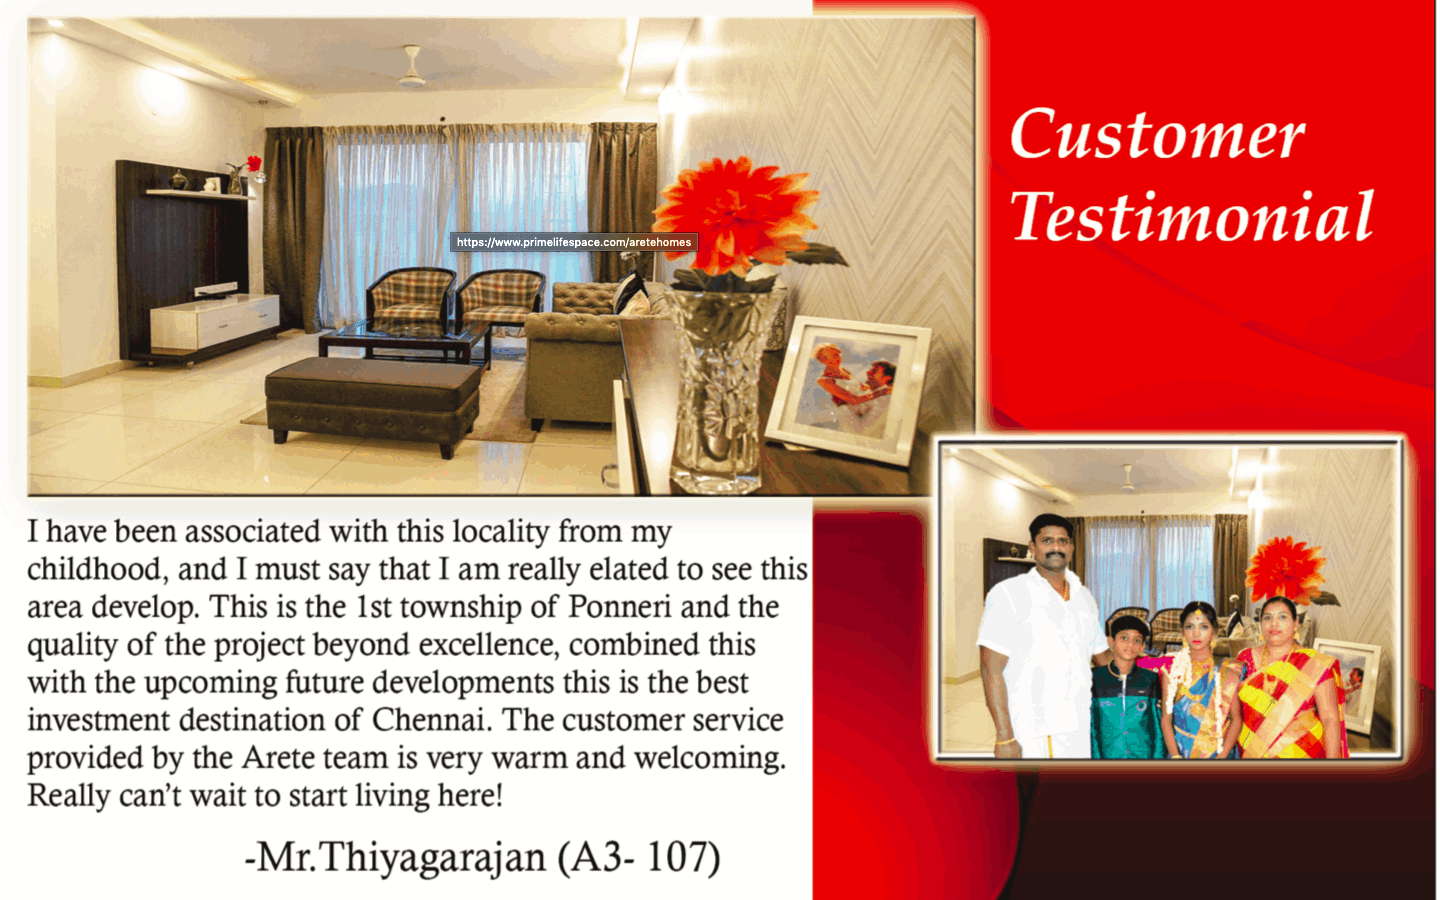 Customer
Testimonial
https://www.primelifespace.com/aretehomes
I have been associated with this locality from my
childhood, and I must say that I am really elated to see this
area develop. This is the 1st township of Ponneri and the
quality of the project beyond excellence, combined this
with the upcoming future developments this is the best
investment destination of Chennai. The customer service
provided by the Arete team is very warm and welcoming.
Really can't wait to start living here!
-Mr.Thiyagarajan (A3- 107)